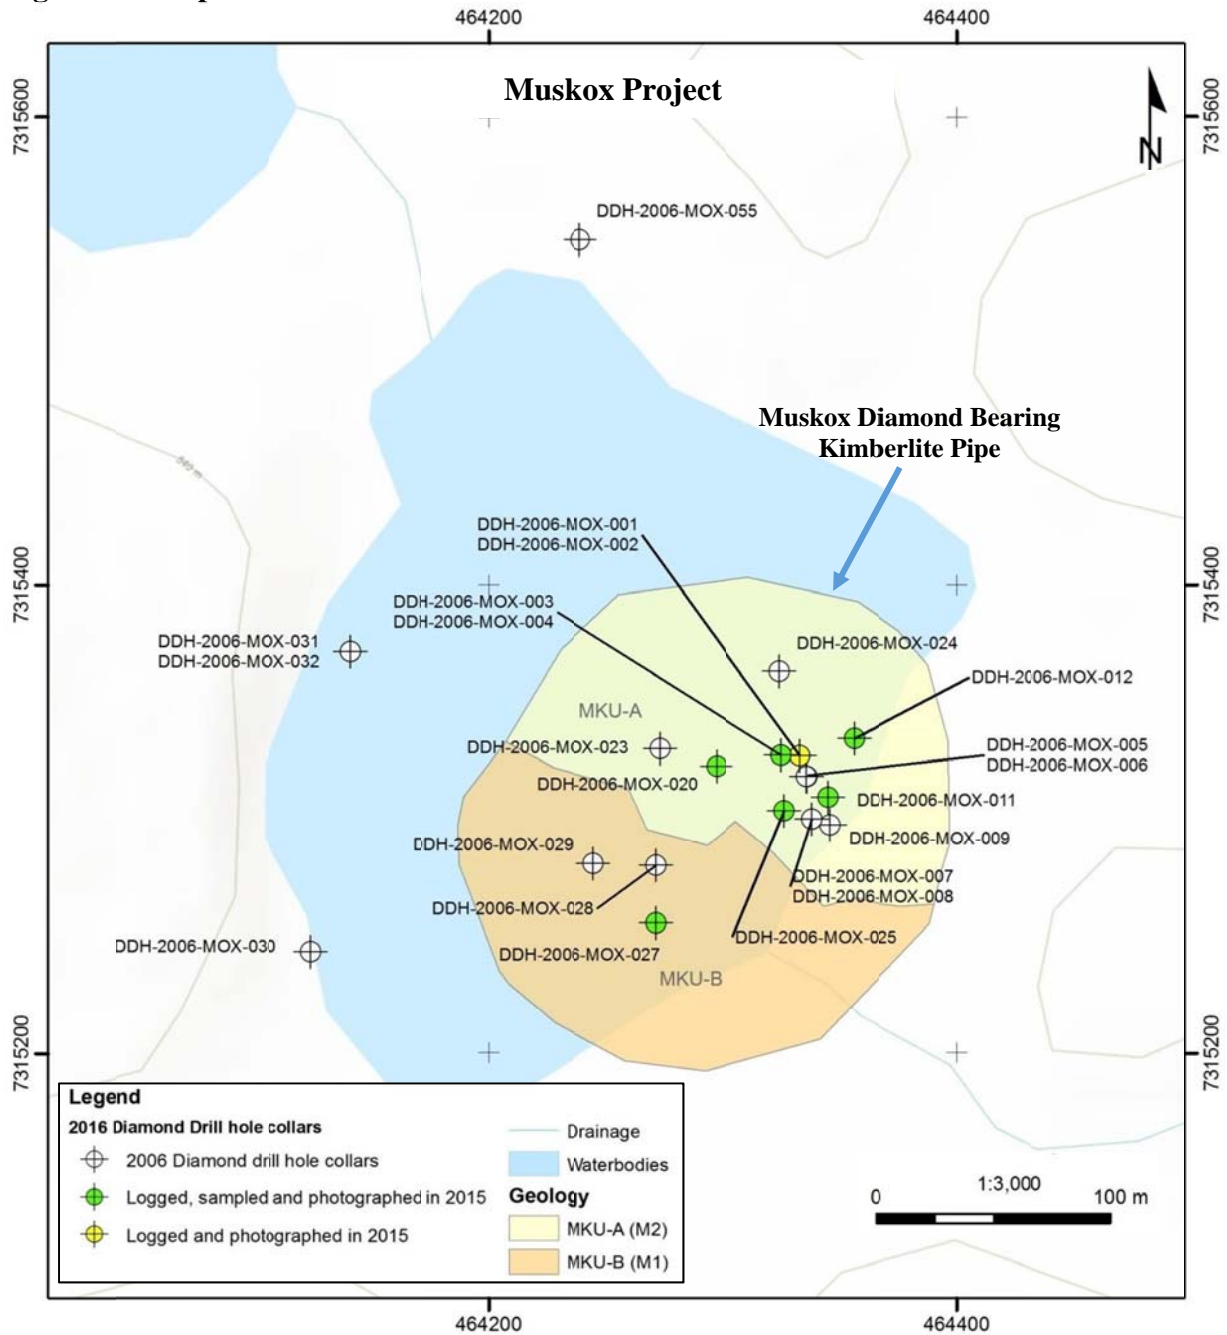 464200
464400
Muskox Project
7315600
7315600
N
DDH-2006-MOX-055
Muskox Diamond Bearing
Kimberlite Pipe
DDH-2006-MOX-001
DDH-2006-MOX-002
7315400
7315400
DDH-2006-MOX-003
DDH-2006-MOX-004
DDH-2006-MOX-031
DDH-2006-MOX-032
DDH-2006-MOX-024
DDH-2006-MOX-012
MKU-A
DDH-2006-MOX-023
DDH-2006-MOX-005
DDH-2006-MOX-006
DDH-2006-MOX-020
DDH-2006-MOX-011
DDH-2006-MOX-009
DDH-2006-MOX-029
DDH-2006-MOX-007
DDH-2006-MOX-008
DDH-2006-MOX-028
DDH-2006-MOX-025
DDH-2006-MOX-030
DDH-2006-MOX-027
MKU-B
7315200
7315200
Legend
2016 Diamond Drill hole collars
2006 Diamond drill hole collars
Logged, sampled and photographed in 2015
Logged and photographed in 2015
Drainage
Waterbodies
Geology
MKU-A (M2)
MKU-B (M1)
1:3,000
0 100 m
464200
464400